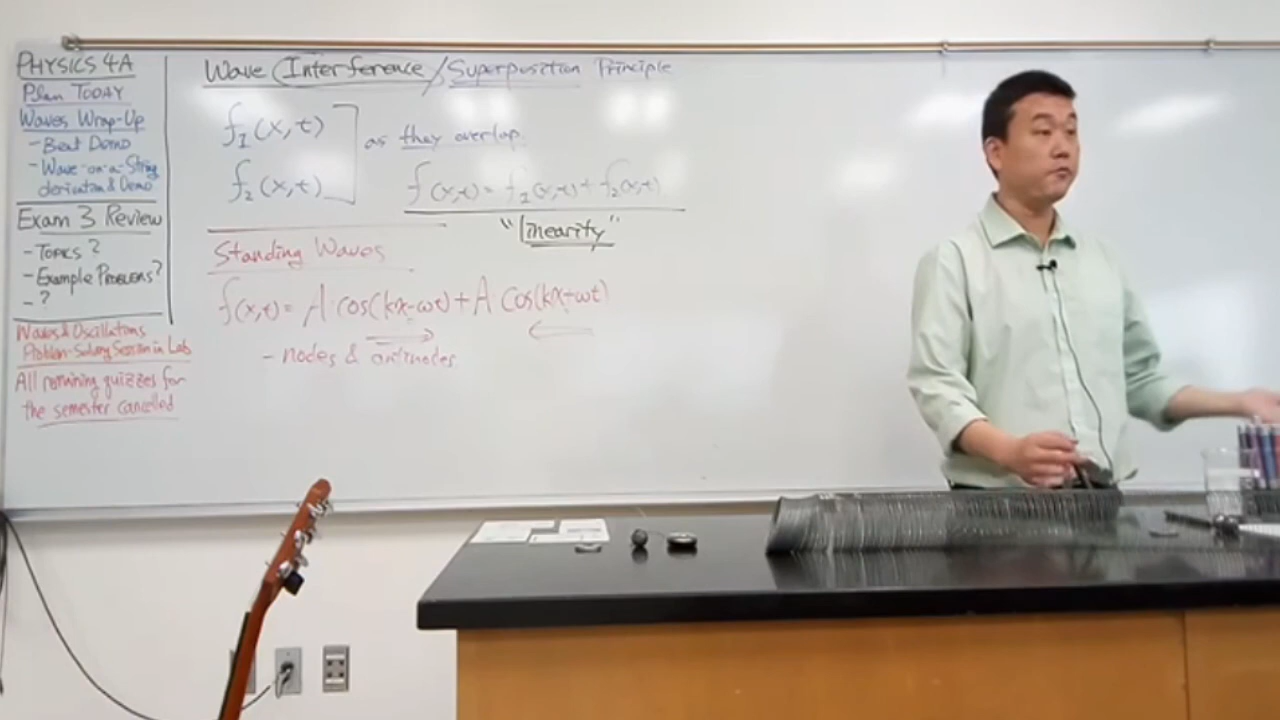 PHYSICS 4A
Plan TODAY
Waves Wrap-Up
- Beat Demo
- Wave-on-a-String
derivation & Demo
Exam 3 Review
- TOPICS?
- Example PROBLEMS?
- ?
Waves & Oscillations
Problem-Solving Session in Lab
All remining quizzes for
the semester cancelled
Wave Interference/Superposition Principle
f₁(x,t)
f₂(x,t)
as they overlap.
f(x,t) = f₁(x,t) + f₂(x,t)
"Linearity"
Standing Waves
f(x,t) = A cos(kx-ωt) + A cos(kx+ωt)
- nodes & antinodes